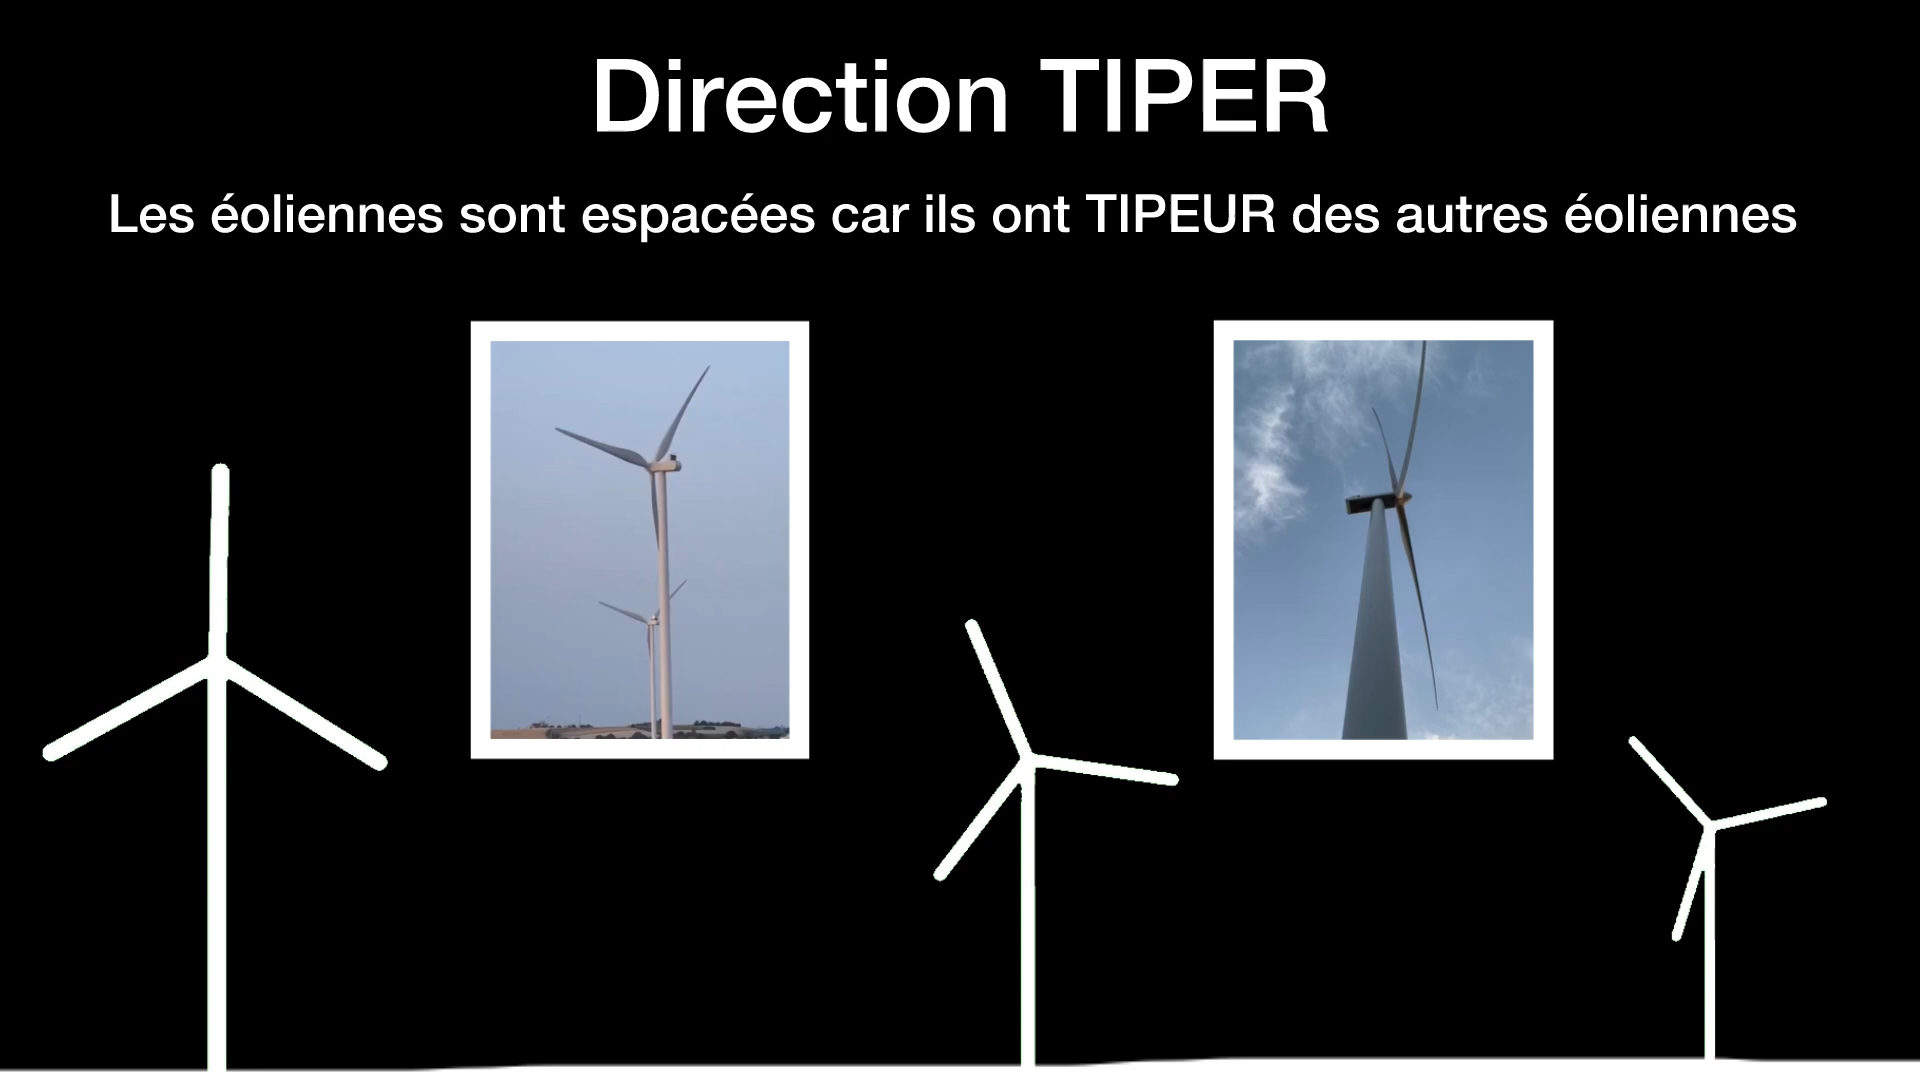 Direction TIPER
Les éoliennes sont espacées car ils ont TIPEUR des autres éoliennes